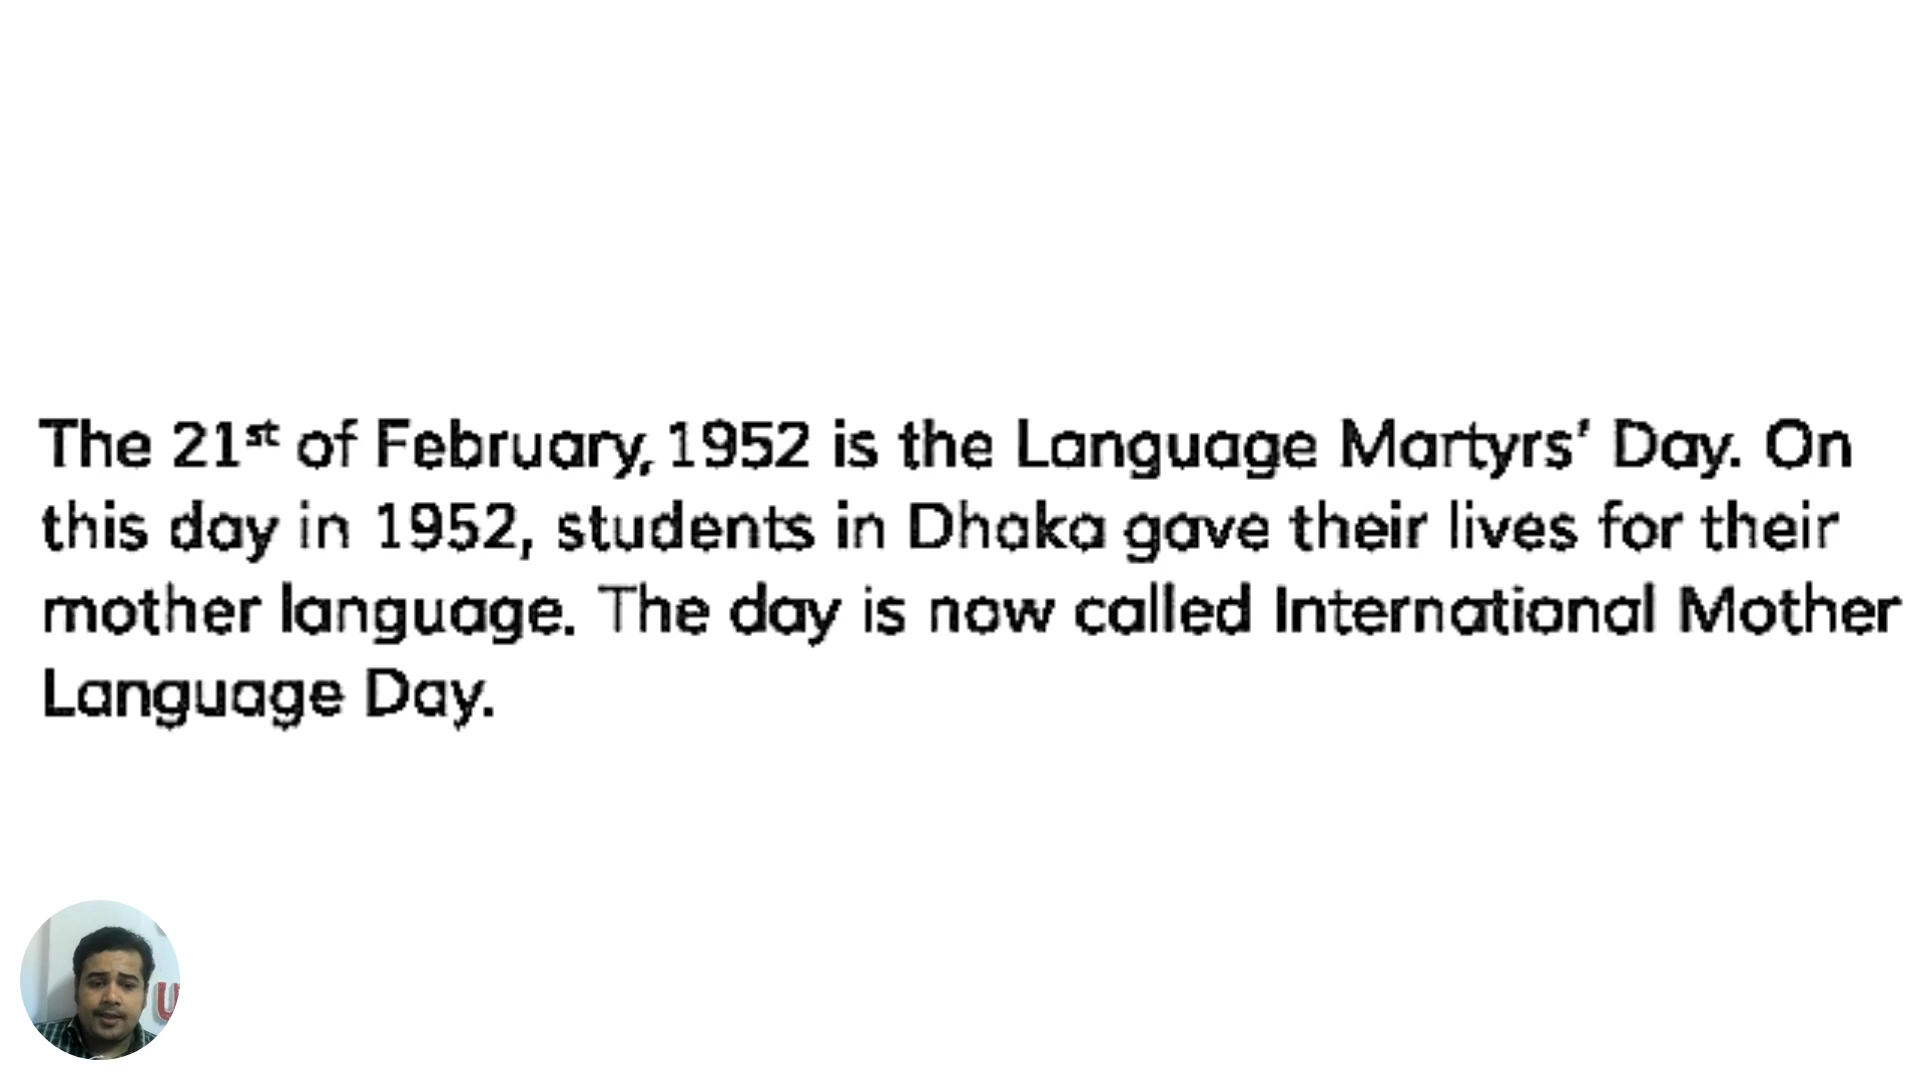 The 21st of February, 1952 is the Language Martyrs' Day. On
this day in 1952, students in Dhaka gave their lives for their
mother language. The day is now called International Mother
Language Day.
U